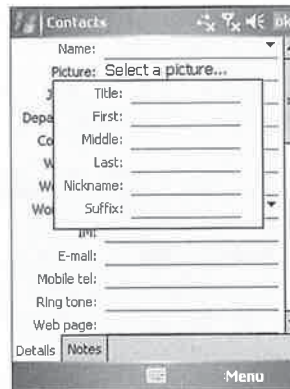 Contacts ok
Name:
Picture: Select a picture...
Title:
First:
Middle:
Last:
Nickname:
Suffix:
IM:
E-mail:
Mobile tel:
Ring tone:
Web page:
Details Notes
Menu